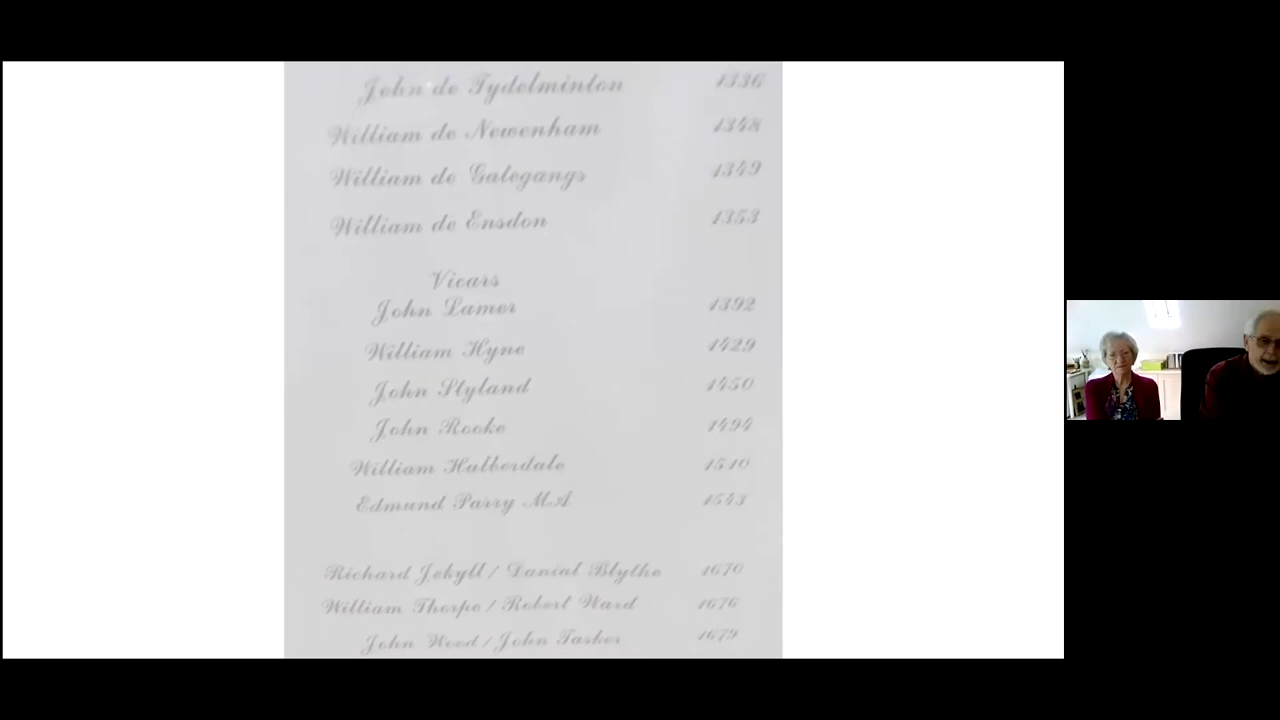 John de Tydelminton 1336
William de Newenham 1348
William de Galegangs 1349
William de Ensdon 1353
Vicars
John Lamer 1392
William Hyne 1429
John Slyland 1450
John Rooke 1494
William Halberdale 1510
Edmund Parry MA 1543
Richard Jekyll / Danial Blythe 1670
William Thorpe / Robert Ward 1676
John Wood / John Tasker 1679